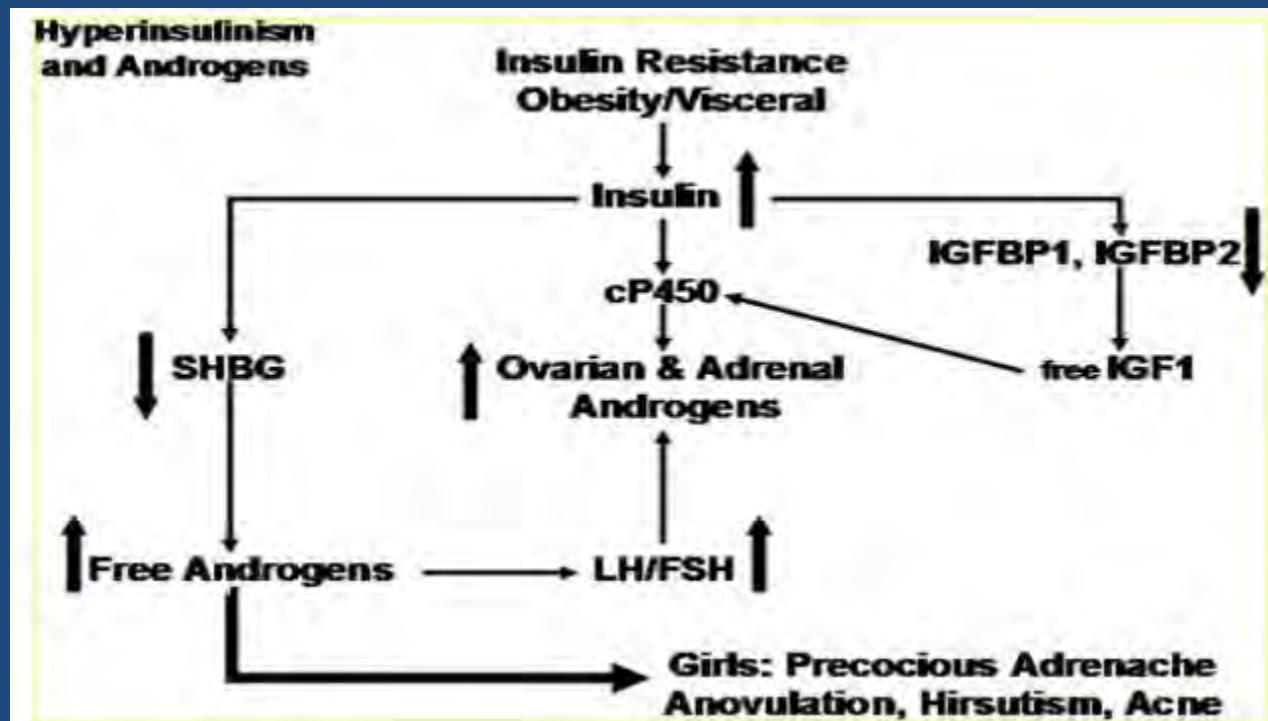 Hyperinsulinism
and Androgens
Insulin Resistance
Obesity/Visceral
Insulin
IGFBP1, IGFBP2
cP450
SHBG
Ovarian & Adrenal
Androgens
free IGF1
Free Androgens
LH/FSH
Girls: Precocious Adrenache
Anovulation, Hirsutism, Acne